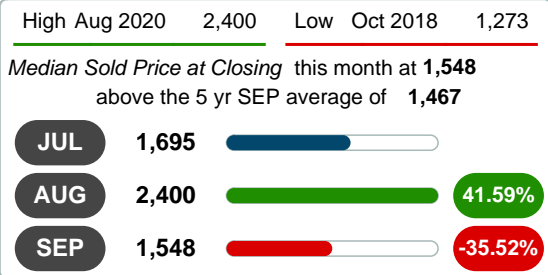 High Aug 2020 2,400 Low Oct 2018 1,273
Median Sold Price at Closing this month at 1,548
above the 5 yr SEP average of 1,467
JUL 1,695
AUG 2,400 41.59%
SEP 1,548 -35.52%